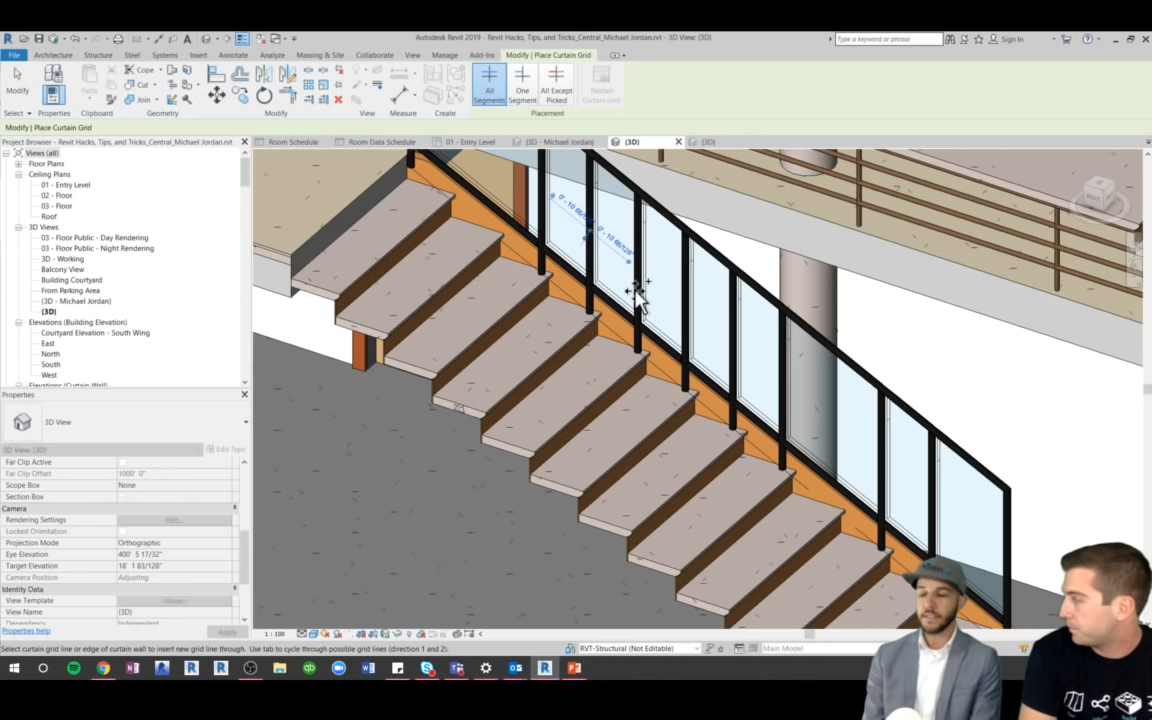 Autodesk Revit 2019 - Revit Hacks, Tips, and Tricks_Central_Michael Jordan.rvt - 3D View: {3D}
Type a keyword or phrase
Sign In
File Architecture Structure Steel Systems Insert Annotate Analyze Massing & Site Collaborate View Manage Add-Ins Modify | Place Curtain Grid
Modify
Paste
Cope
Cut
Join
All Segments
One Segment
All Except Picked
Restart Curtain Grid
Select Properties Clipboard Geometry Modify View Measure Create Placement
Modify | Place Curtain Grid
Project Browser - Revit Hacks, Tips, and Tricks_Central_Michael Jordan.rvt
Room Schedule
Room Data Schedule
01 - Entry Level
{3D - Michael Jordan}
{3D}
{3D}
Views (all)
Floor Plans
Ceiling Plans
01 - Entry Level
02 - Floor
03 - Floor
Roof
3D Views
03 - Floor Public - Day Rendering
03 - Floor Public - Night Rendering
3D - Working
Balcony View
Building Courtyard
From Parking Area
{3D - Michael Jordan}
{3D}
Elevations (Building Elevation)
Courtyard Elevation - South Wing
East
North
South
West
Elevations (Curtain Wall)
Properties
3D View
3D View: {3D}
Edit Type
Far Clip Active
Far Clip Offset 1000' 0"
Scope Box None
Section Box
Camera
Rendering Settings Edit...
Locked Orientation
Projection Mode Orthographic
Eye Elevation 400' 5 17/32"
Target Elevation 18' 1 83/128"
Camera Position Adjusting
Identity Data
View Template <None>
View Name {3D}
Dependency Independent
Properties help
Apply
1 : 100
Select curtain grid line or edge of curtain wall to insert new grid line through. Use tab to cycle through possible grid lines (direction 1 and 2).
RVT-Structural (Not Editable)
:0
Main Model